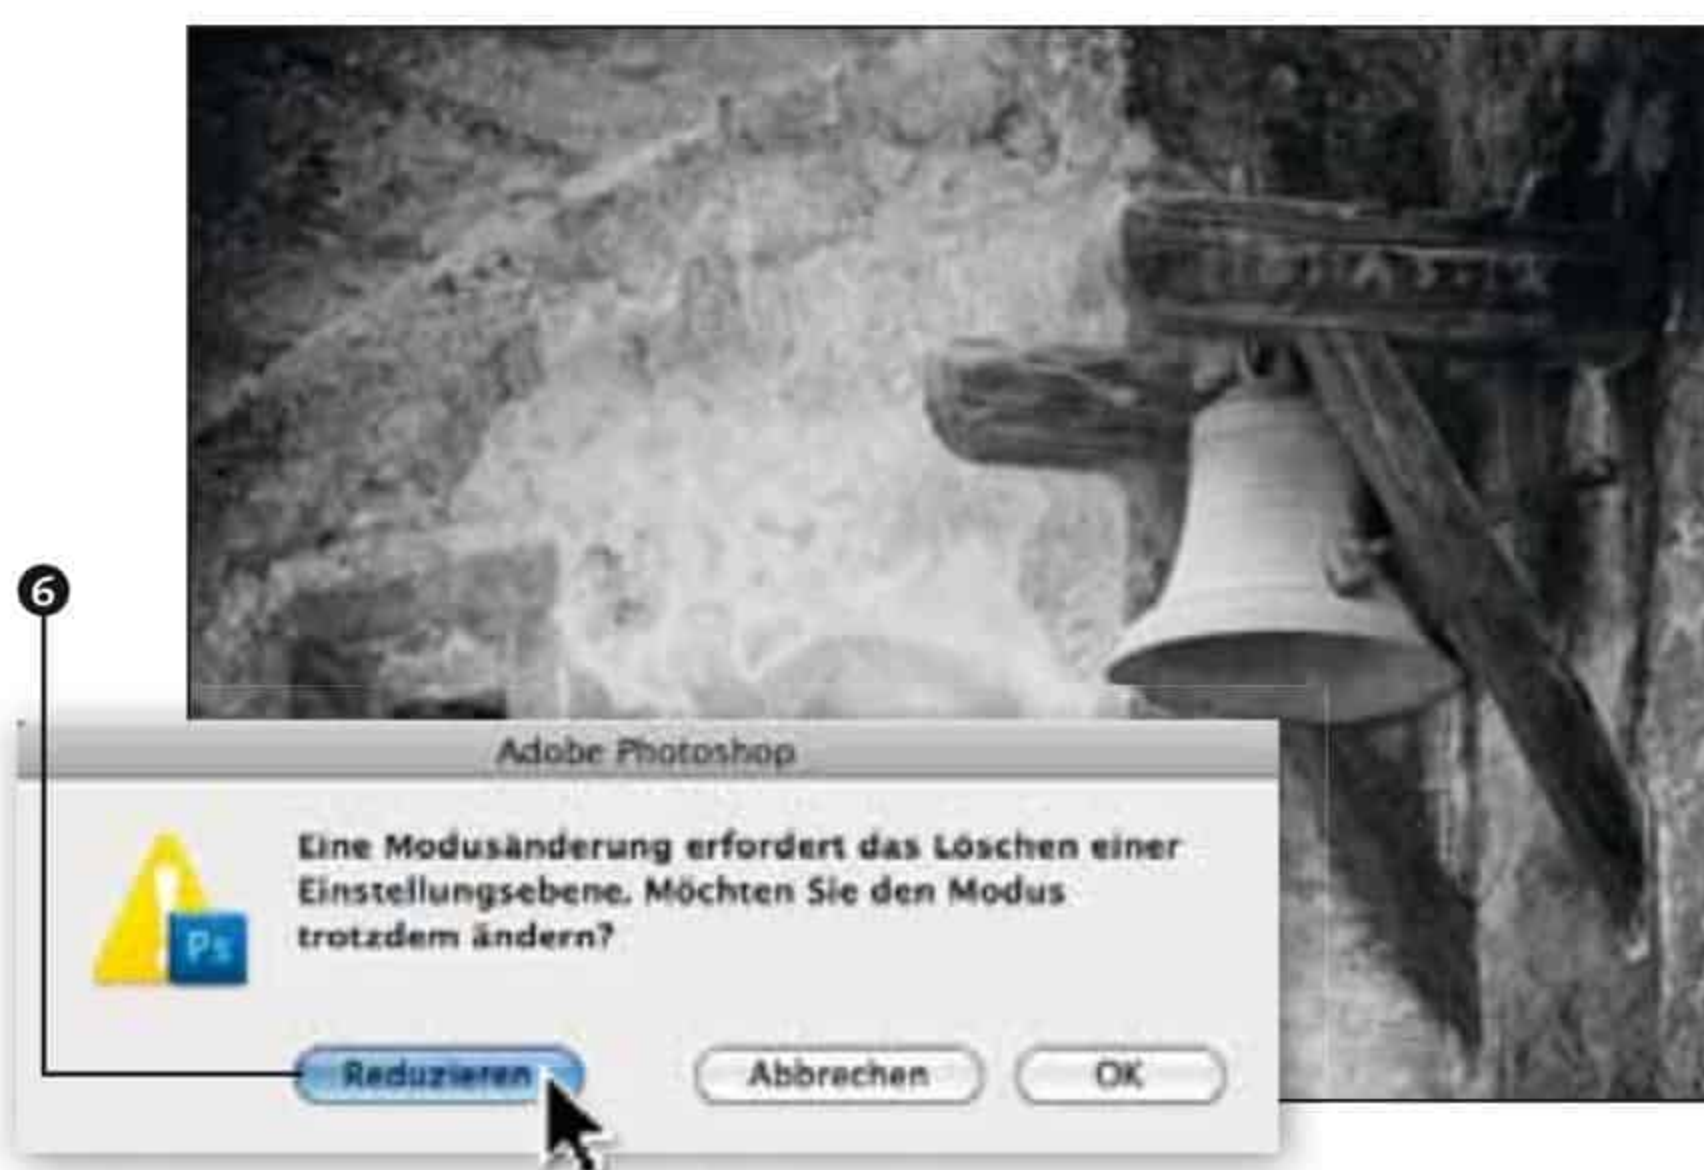 6
Adobe Photoshop
Eine Modusänderung erfordert das Löschen einer
Einstellungsebene. Möchten Sie den Modus
trotzdem ändern?
Ps
Reduzieren
Abbrechen
OK